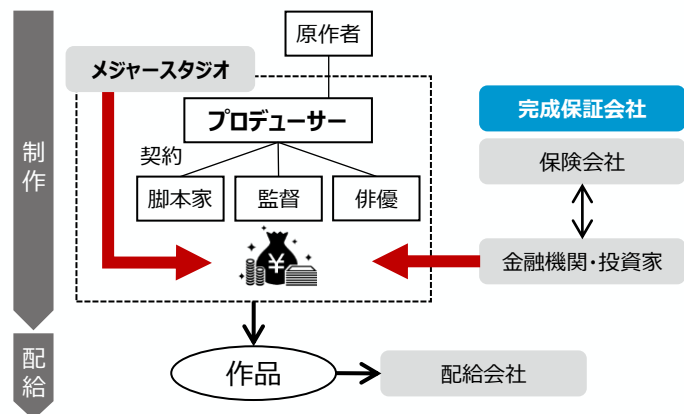 制作
原作者
メジャースタジオ
プロデューサー
契約
脚本家
監督
俳優
¥
完成保証会社
保険会社
金融機関・投資家
配給
作品
配給会社